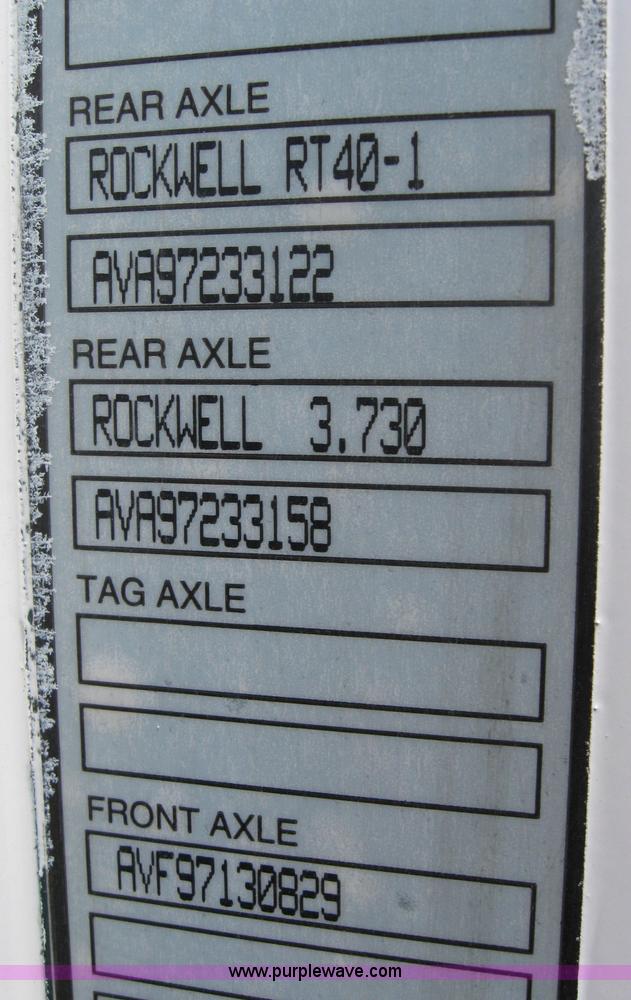 REAR AXLE
ROCKWELL RT40-1
AVA97233122
REAR AXLE
ROCKWELL 3.730
AVA97233158
TAG AXLE
FRONT AXLE
AVF97130829
www.purplewave.com